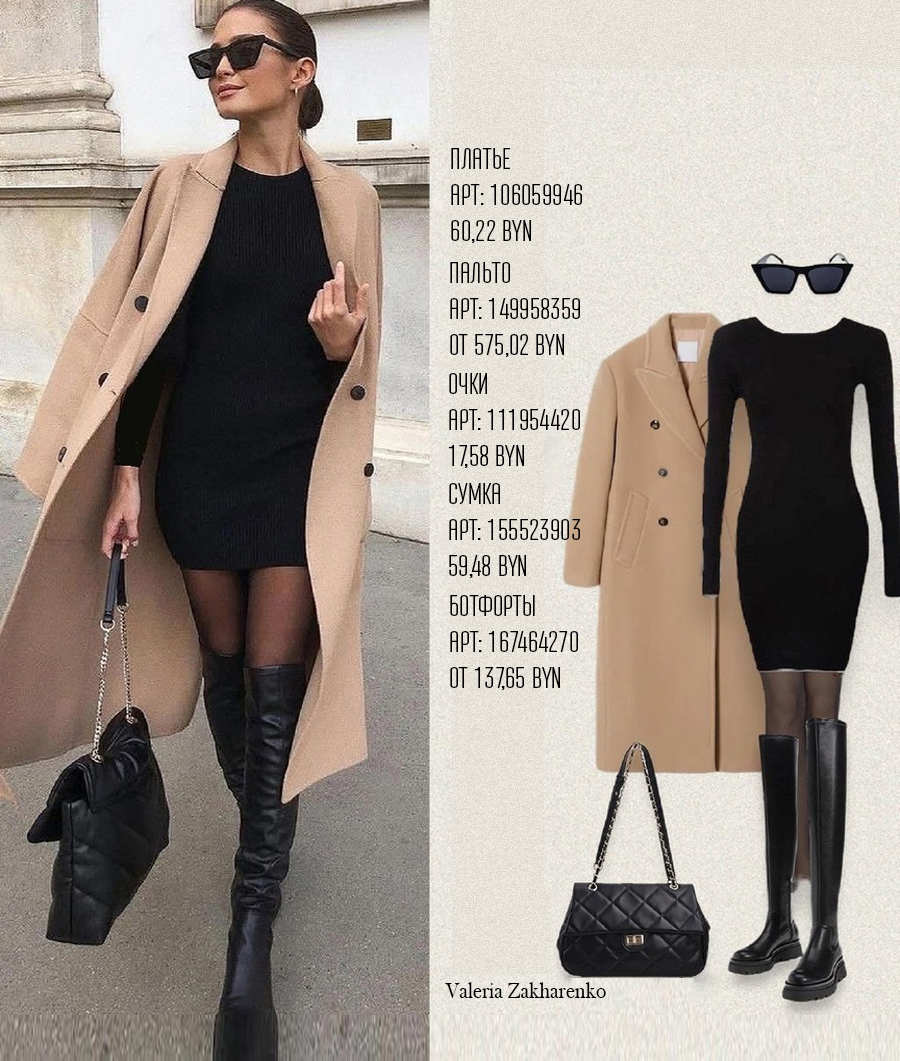 ПЛАТЬЕ
АРТ: 106059946
60,22 BYN
ПАЛЬТО
АРТ: 149958359
ОТ 575,02 BYN
ОЧКИ
АРТ: 111954420
17,58 BYN
СУМКА
АРТ: 155523903
59,48 BYN
БОТФОРТЫ
АРТ: 167464270
ОТ 137,65 BYN
Valeria Zakharenko